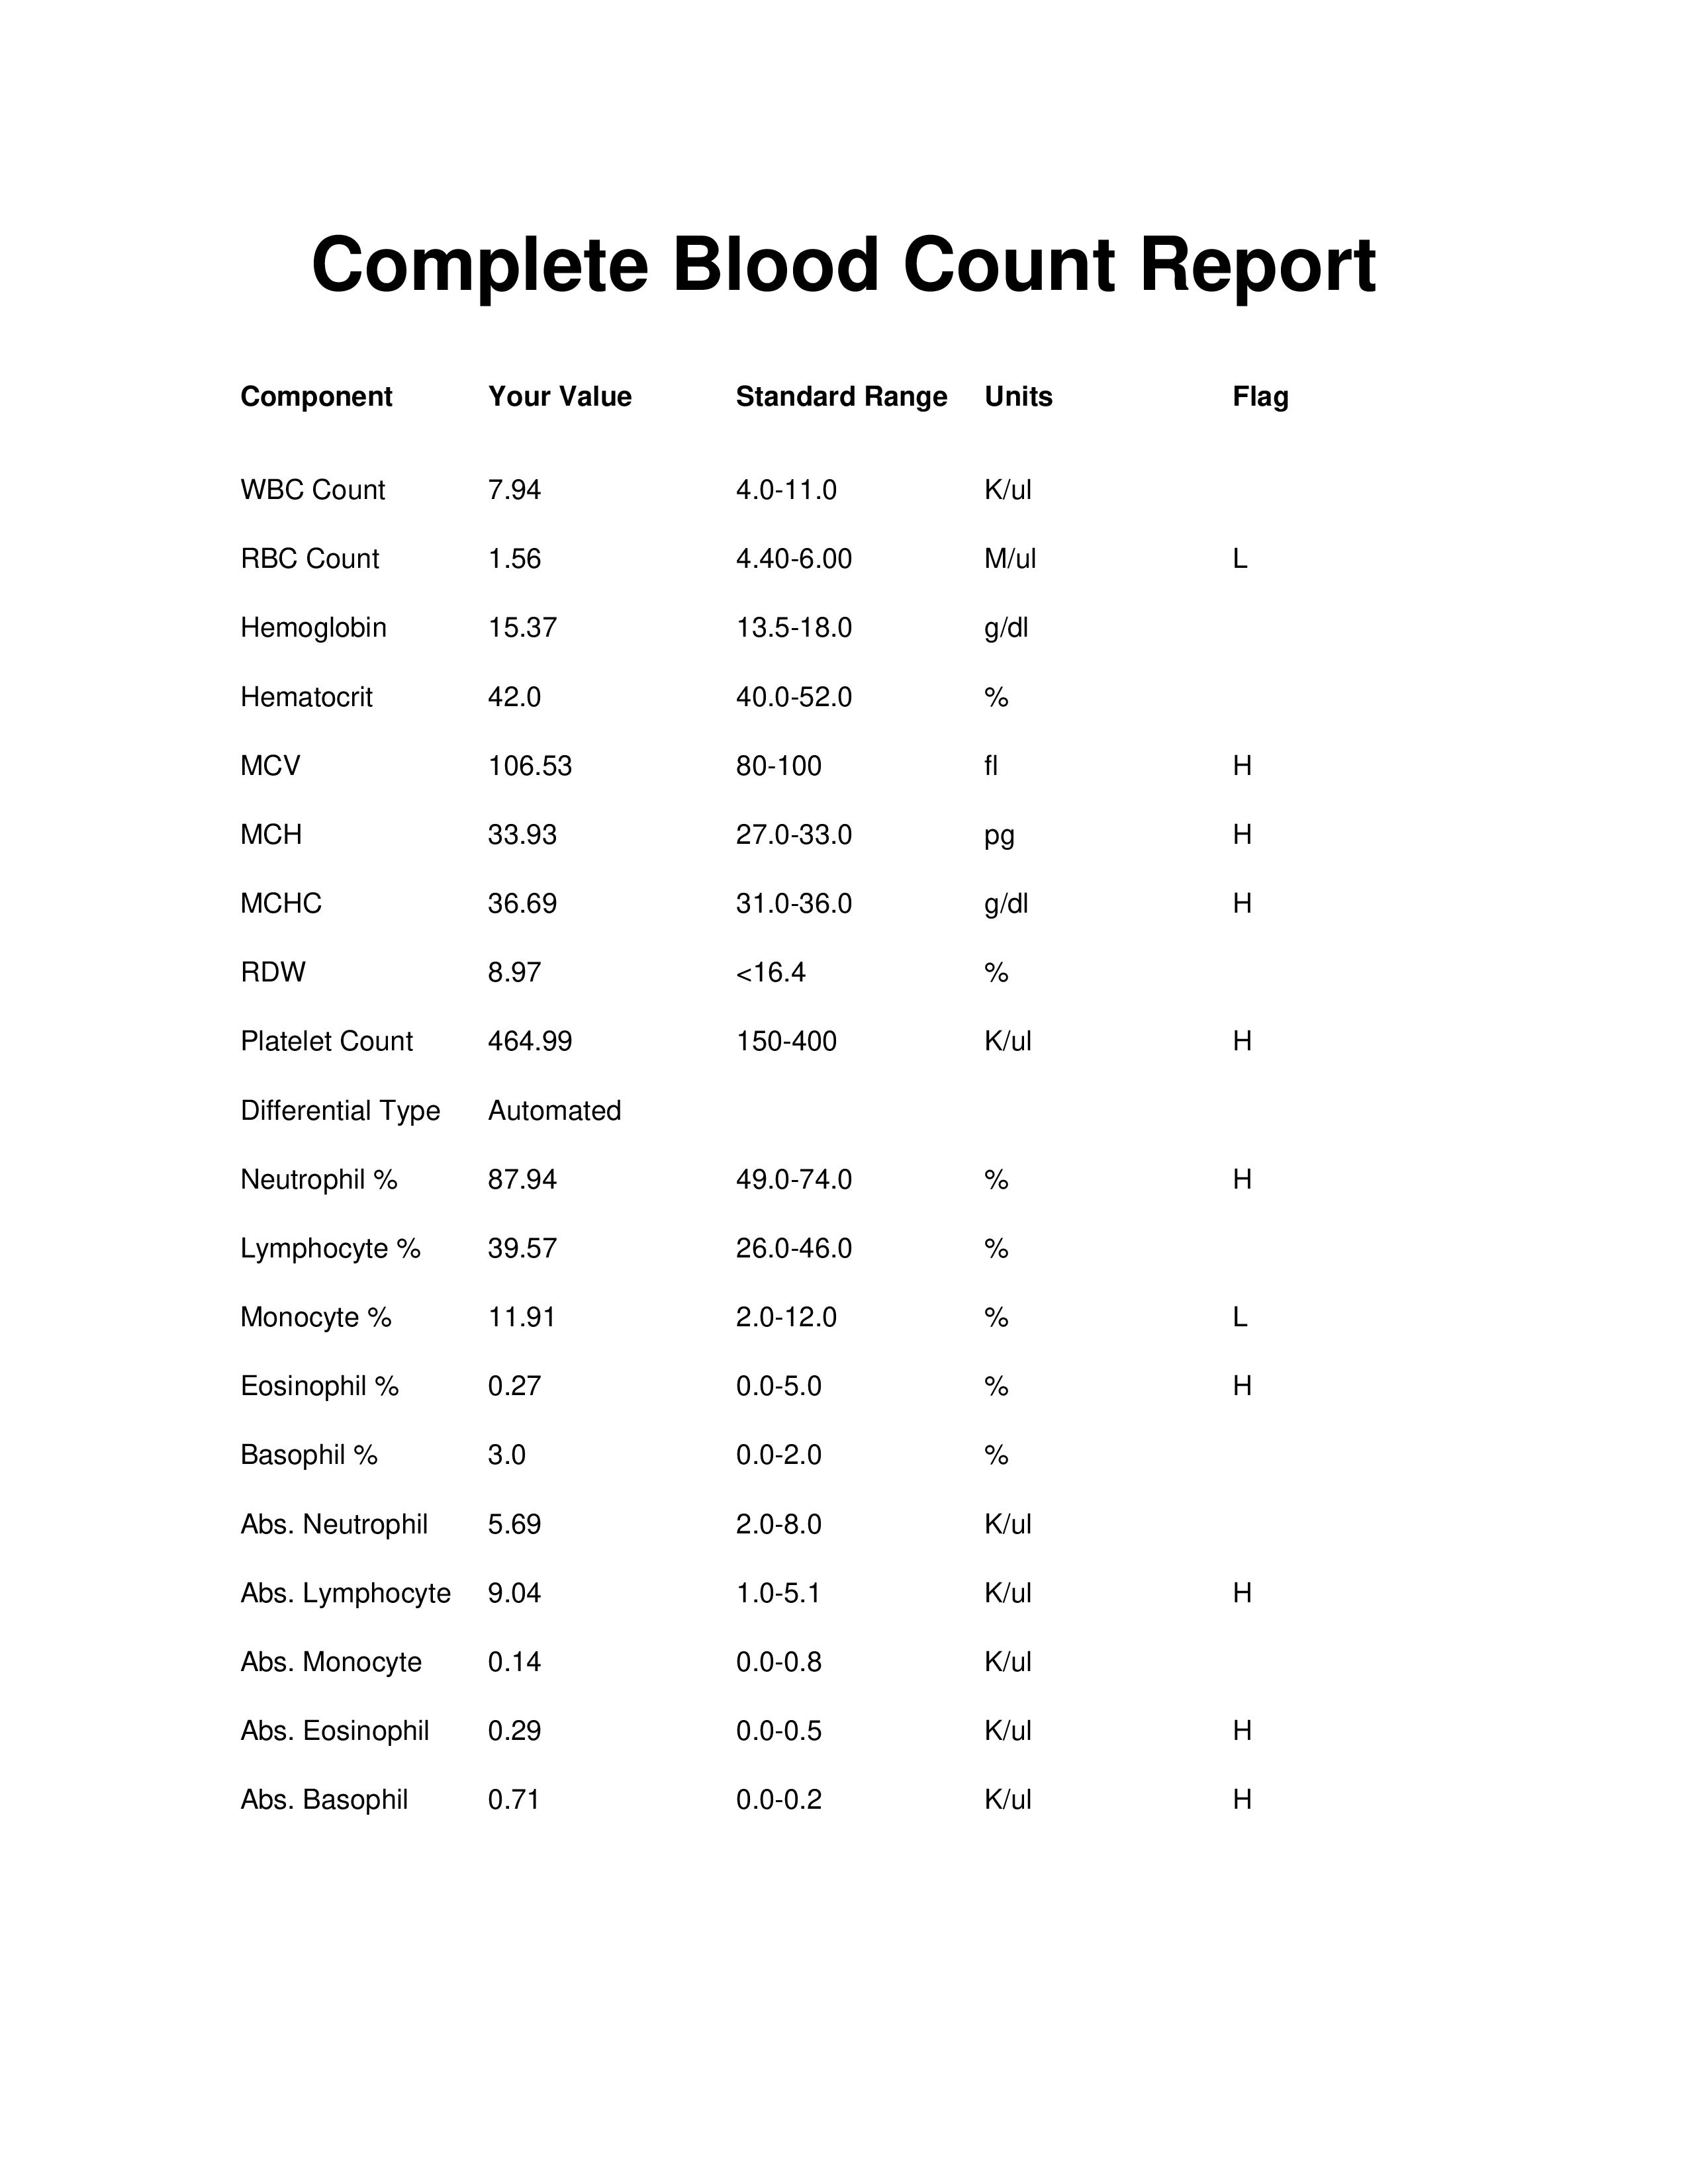 Complete Blood Count Report
Component Your Value Standard Range Units Flag
WBC Count 7.94 4.0-11.0 K/ul
RBC Count 1.56 4.40-6.00 M/ul L
Hemoglobin 15.37 13.5-18.0 g/dl
Hematocrit 42.0 40.0-52.0 %
MCV 106.53 80-100 fl H
MCH 33.93 27.0-33.0 pg H
MCHC 36.69 31.0-36.0 g/dl H
RDW 8.97 <16.4 %
Platelet Count 464.99 150-400 K/ul H
Differential Type Automated
Neutrophil % 87.94 49.0-74.0 % H
Lymphocyte % 39.57 26.0-46.0 %
Monocyte % 11.91 2.0-12.0 % L
Eosinophil % 0.27 0.0-5.0 % H
Basophil % 3.0 0.0-2.0 %
Abs. Neutrophil 5.69 2.0-8.0 K/ul
Abs. Lymphocyte 9.04 1.0-5.1 K/ul H
Abs. Monocyte 0.14 0.0-0.8 K/ul
Abs. Eosinophil 0.29 0.0-0.5 K/ul H
Abs. Basophil 0.71 0.0-0.2 K/ul H